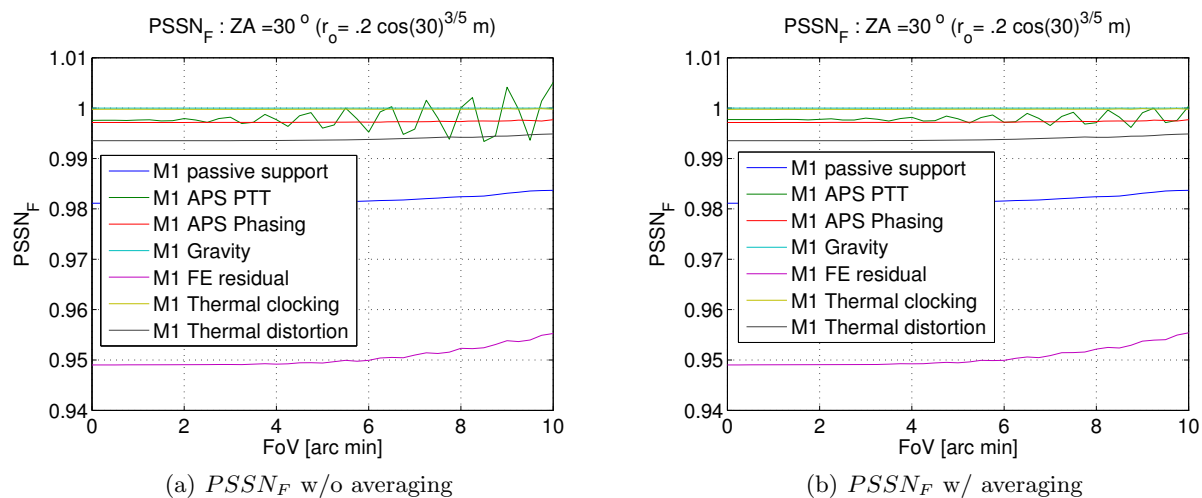 PSSN_F : ZA =30 ° (r_o= .2 cos(30)^3/5 m)
1.01
1
0.99
0.98
0.97
0.96
0.95
0.94
PSSN_F
M1 passive support
M1 APS PTT
M1 APS Phasing
M1 Gravity
M1 FE residual
M1 Thermal clocking
M1 Thermal distortion
0 2 4 6 8 10
FoV [arc min]
(a) PSSN_F w/o averaging
PSSN_F : ZA =30 ° (r_o= .2 cos(30)^3/5 m)
1.01
1
0.99
0.98
0.97
0.96
0.95
0.94
PSSN_F
M1 passive support
M1 APS PTT
M1 APS Phasing
M1 Gravity
M1 FE residual
M1 Thermal clocking
M1 Thermal distortion
0 2 4 6 8 10
FoV [arc min]
(b) PSSN_F w/ averaging